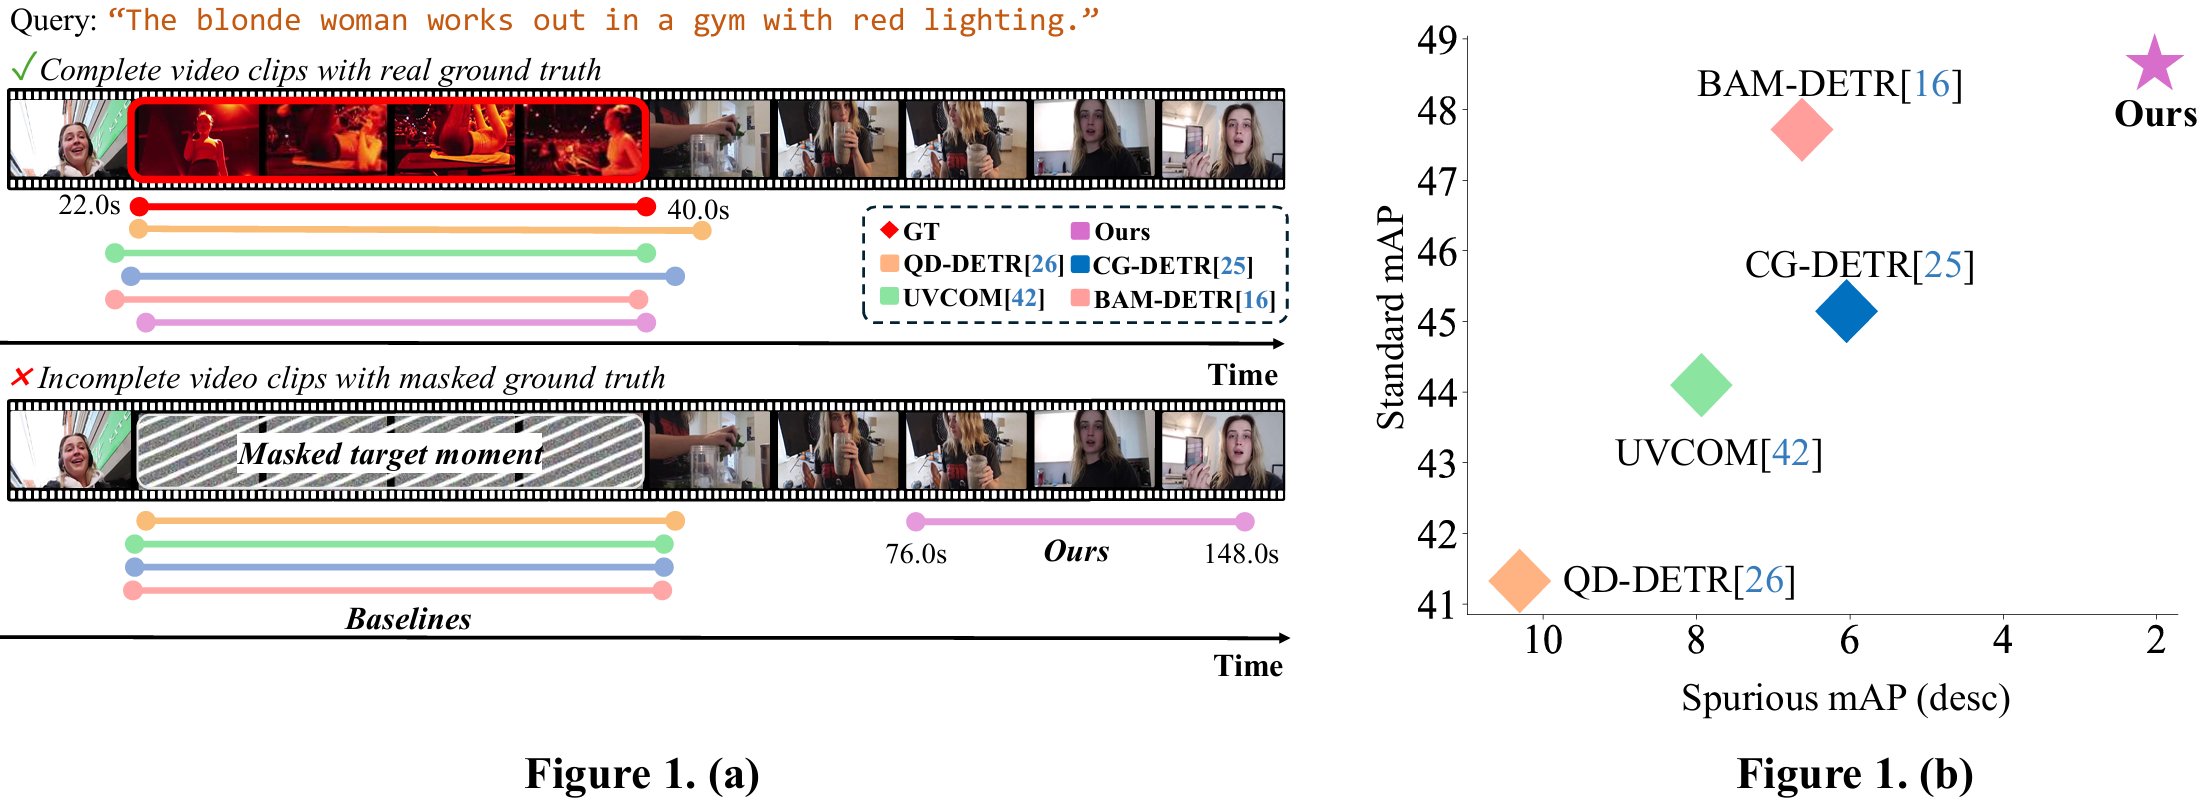 Query: “The blonde woman works out in a gym with red lighting.”
✓ Complete video clips with real ground truth
22.0s
40.0s
GT
Ours
QD-DETR[26]
CG-DETR[25]
UVCOM[42]
BAM-DETR[16]
Time
✕ Incomplete video clips with masked ground truth
Masked target moment
76.0s
Ours
148.0s
Baselines
Time
Figure 1. (a)
Standard mAP
49
48
47
46
45
44
43
42
41
BAM-DETR[16]
Ours
CG-DETR[25]
UVCOM[42]
QD-DETR[26]
10
8
6
4
2
Spurious mAP (desc)
Figure 1. (b)